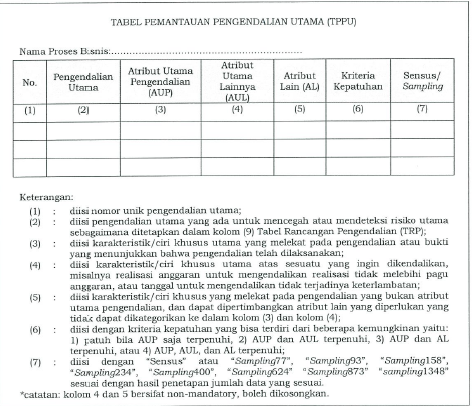 TABEL PEMANTAUAN PENGENDALIAN UTAMA (TPPU)
Nama Proses Bisnis:..............................................................
No.
Pengendalian
Utama
Atribut Utama
Pengendalian
(AUP)
Atribut
Utama
Lainnya
(AUL)
Atribut
Lain (AL)
Kriteria
Kepatuhan
Sensus/
Sampling
(1) (2) (3) (4) (5) (6) (7)
Keterangan:
(1) : diisi nomor unik pengendalian utama;
(2) : diisi pengendalian utama yang ada untuk mencegah atau mendeteksi risiko utama
sebagaimana ditetapkan dalam kolom (9) Tabel Rancangan Pengendalian (TRP);
(3) : diisi karakteristik/ciri khusus utama yang melekat pada pengendalian atau bukti
yang menunjukkan bahwa pengendalian telah dilaksanakan;
(4) : diisi karakteristik/ciri khusus utama atas sesuatu yang ingin dikendalikan,
misalnya realisasi anggaran untuk mengendalikan realisasi tidak melebihi pagu
anggaran, atau tanggal untuk mengendalikan tidak terjadinya keterlambatan;
(5) : diisi karakteristik/ciri khusus yang melekat pada pengendalian yang bukan atribut
utama pengendalian, dan dapat dipertimbangkan atribut lain yang diperlukan yang
tidak dapat dikategorikan ke dalam kolom (3) dan kolom (4);
(6) : diisi dengan kriteria kepatuhan yang bisa terdiri dari beberapa kemungkinan yaitu:
1) patuh bila AUP saja terpenuhi, 2) AUP dan AUL terpenuhi, 3) AUP dan AL
terpenuhi, atau 4) AUP, AUL, dan AL terpenuhi;
(7) : diisi dengan "Sensus" atau "Sampling77", "Sampling93", "Sampling158",
"Sampling234", "Sampling400", "Sampling624" "Sampling873" "sampling1348"
sesuai dengan hasil penetapan jumlah data yang sesuai.
*catatan: kolom 4 dan 5 bersifat non-mandatory, boleh dikosongkan.